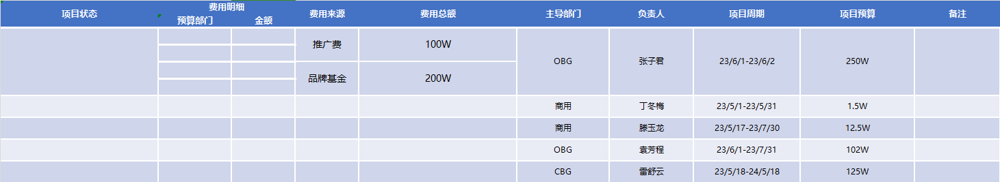 项目状态 费用明细 费用来源 费用总额 主导部门 负责人 项目周期 项目预算 备注
预算部门 金额
推广费 100W
OBG 张子君 23/6/1-23/6/2 250W
品牌基金 200W
商用 丁冬梅 23/5/1-23/5/31 1.5W
商用 滕玉龙 23/5/17-23/7/30 12.5W
OBG 袁芳程 23/6/1-23/7/31 102W
CBG 雷舒云 23/5/18-24/5/18 125W